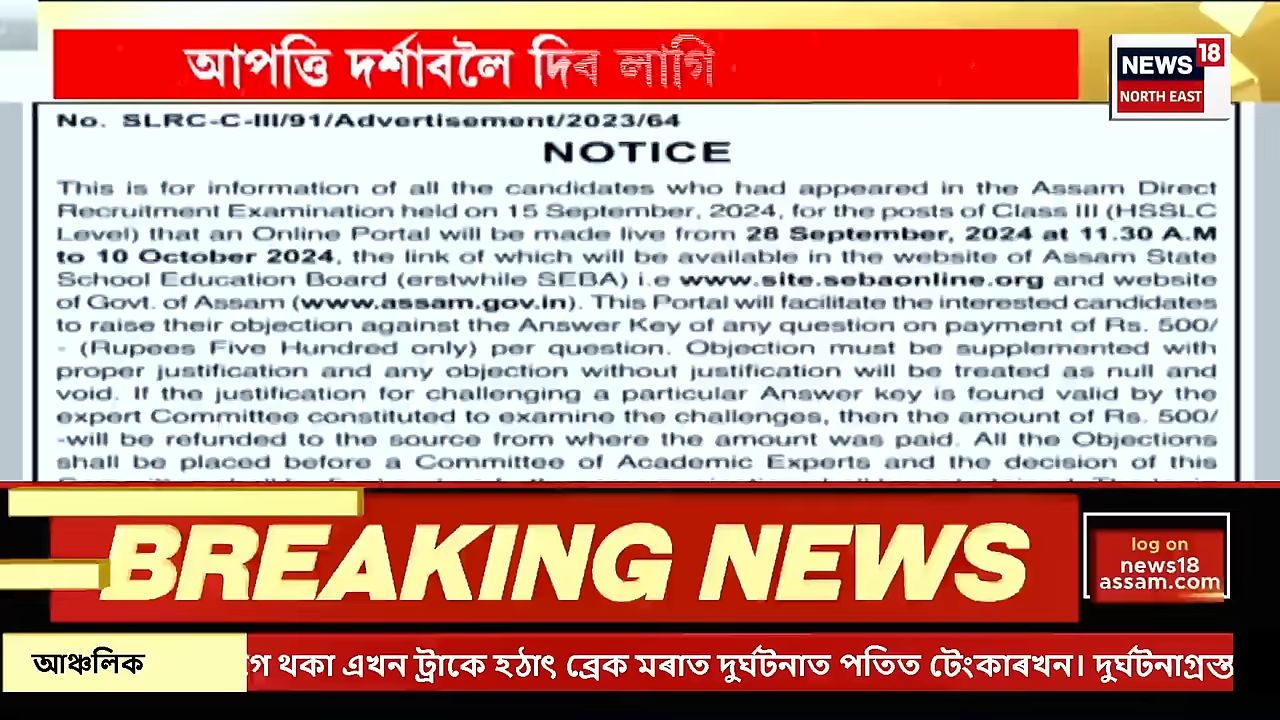 আপত্তি দৰ্শাবলৈ দিব লাগি
NEWS 18
NORTH EAST
No. SLRC-C-III/91/Advertisement/2023/64
NOTICE
This is for information of all the candidates who had appeared in the Assam Direct
Recruitment Examination held on 15 September, 2024, for the posts of Class III (HSSLC
Level) that an Online Portal will be made live from 28 September, 2024 at 11.30 A.M
to 10 October 2024, the link of which will be available in the website of Assam State
School Education Board (erstwhile SEBA) i.e www.site.sebaonline.org and website
of Govt. of Assam (www.assam.gov.in). This Portal will facilitate the interested candidates
to raise their objection against the Answer Key of any question on payment of Rs. 500/
- (Rupees Five Hundred only) per question. Objection must be supplemented with
proper justification and any objection without justification will be treated as null and
void. If the justification for challenging a particular Answer key is found valid by the
expert Committee constituted to examine the challenges, then the amount of Rs. 500/
-will be refunded to the source from where the amount was paid. All the Objections
shall be placed before a Committee of Academic Experts and the decision of this
BREAKING NEWS
log on
news18
assam.com
আঞ্চলিক
থকা এখন ট্ৰাকে হঠাৎ ব্ৰেক মৰাত দুৰ্ঘটনাত পতিত টেংকাৰখন। দুৰ্ঘটনাগ্ৰস্ত